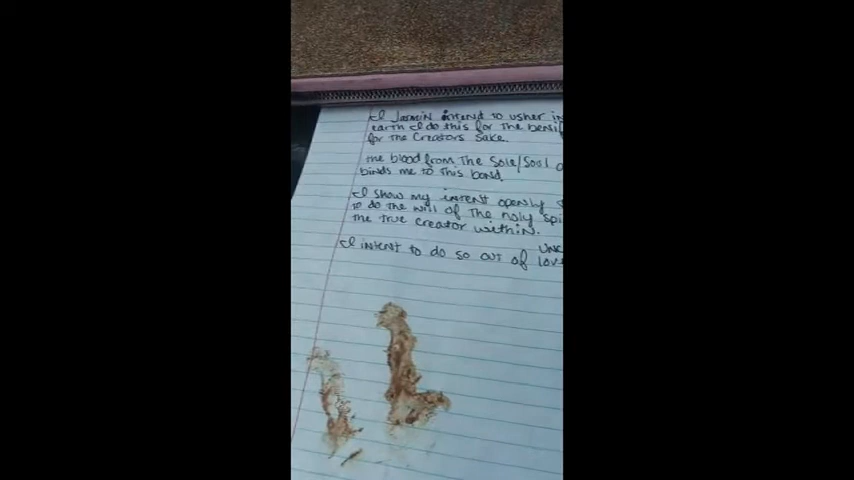 I Jasmin intend to usher in
earth I do this for the
for the Creators Sake.
the blood from The Sole/Soul
binds me to this bond.
I show my intent openly
to do the will of The Holy
the true creator within.
I intent to do so out of